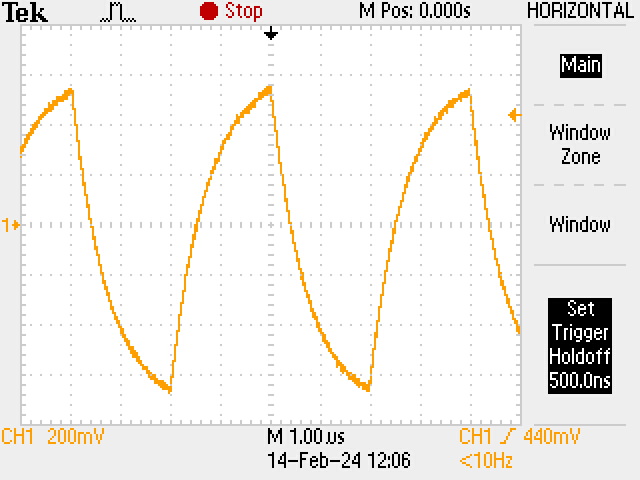 Tek Stop M Pos: 0.000s HORIZONTAL
Main
Window
Zone
Window
1
Set
Trigger
Holdoff
500.0ns
CH1 200mV M 1.00us CH1 440mV
14-Feb-24 12:06 <10Hz